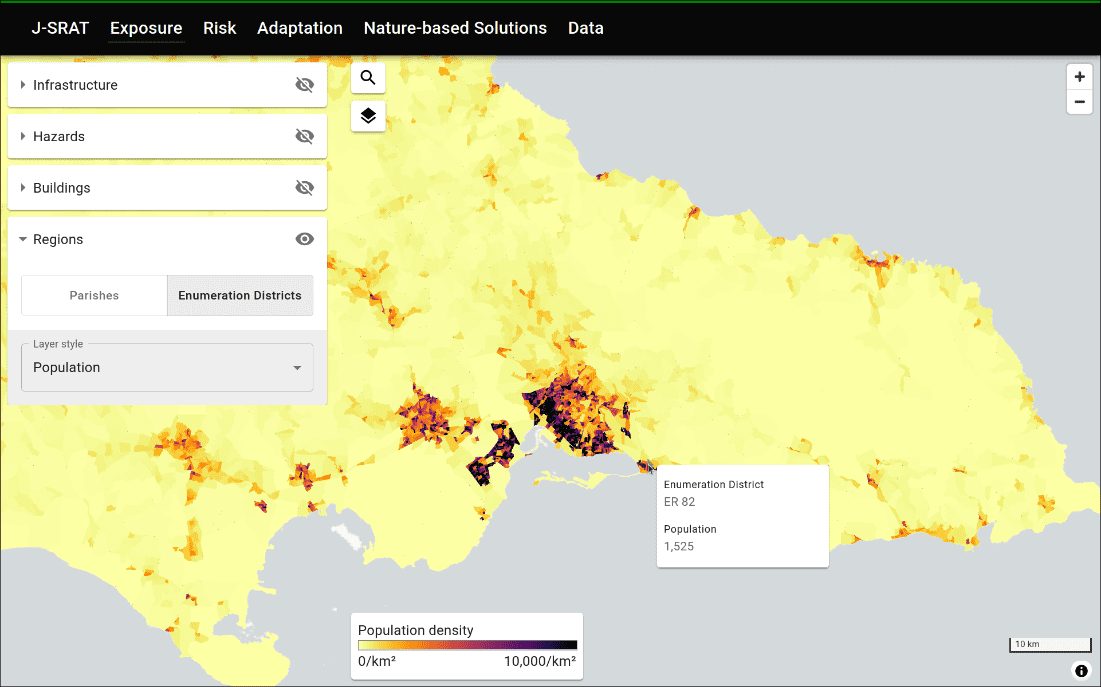 J-SRAT Exposure Risk Adaptation Nature-based Solutions Data
Infrastructure
Hazards
Buildings
Regions
Parishes Enumeration Districts
Layer style
Population
Enumeration District
ER 82
Population
1,525
Population density
0/km² 10,000/km²
10 km